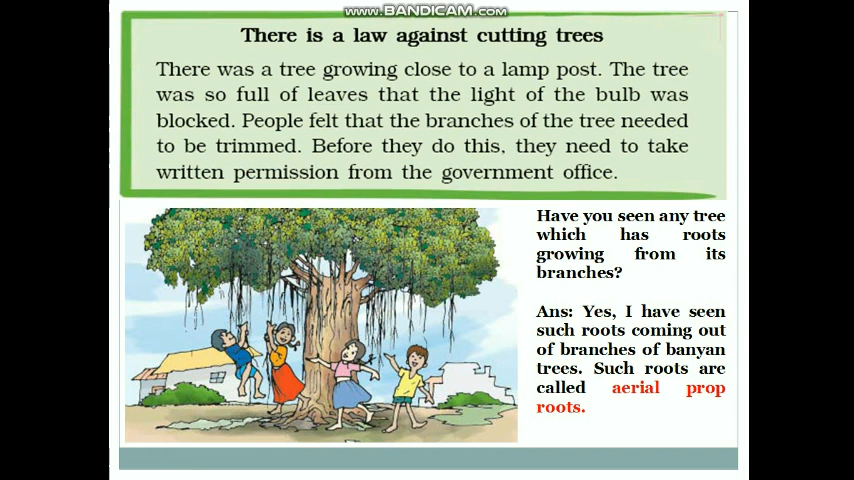 www.BANDICAM.com
There is a law against cutting trees
There was a tree growing close to a lamp post. The tree
was so full of leaves that the light of the bulb was
blocked. People felt that the branches of the tree needed
to be trimmed. Before they do this, they need to take
written permission from the government office.
Have you seen any tree
which has roots
growing from its
branches?
Ans: Yes, I have seen
such roots coming out
of branches of banyan
trees. Such roots are
called aerial prop
roots.